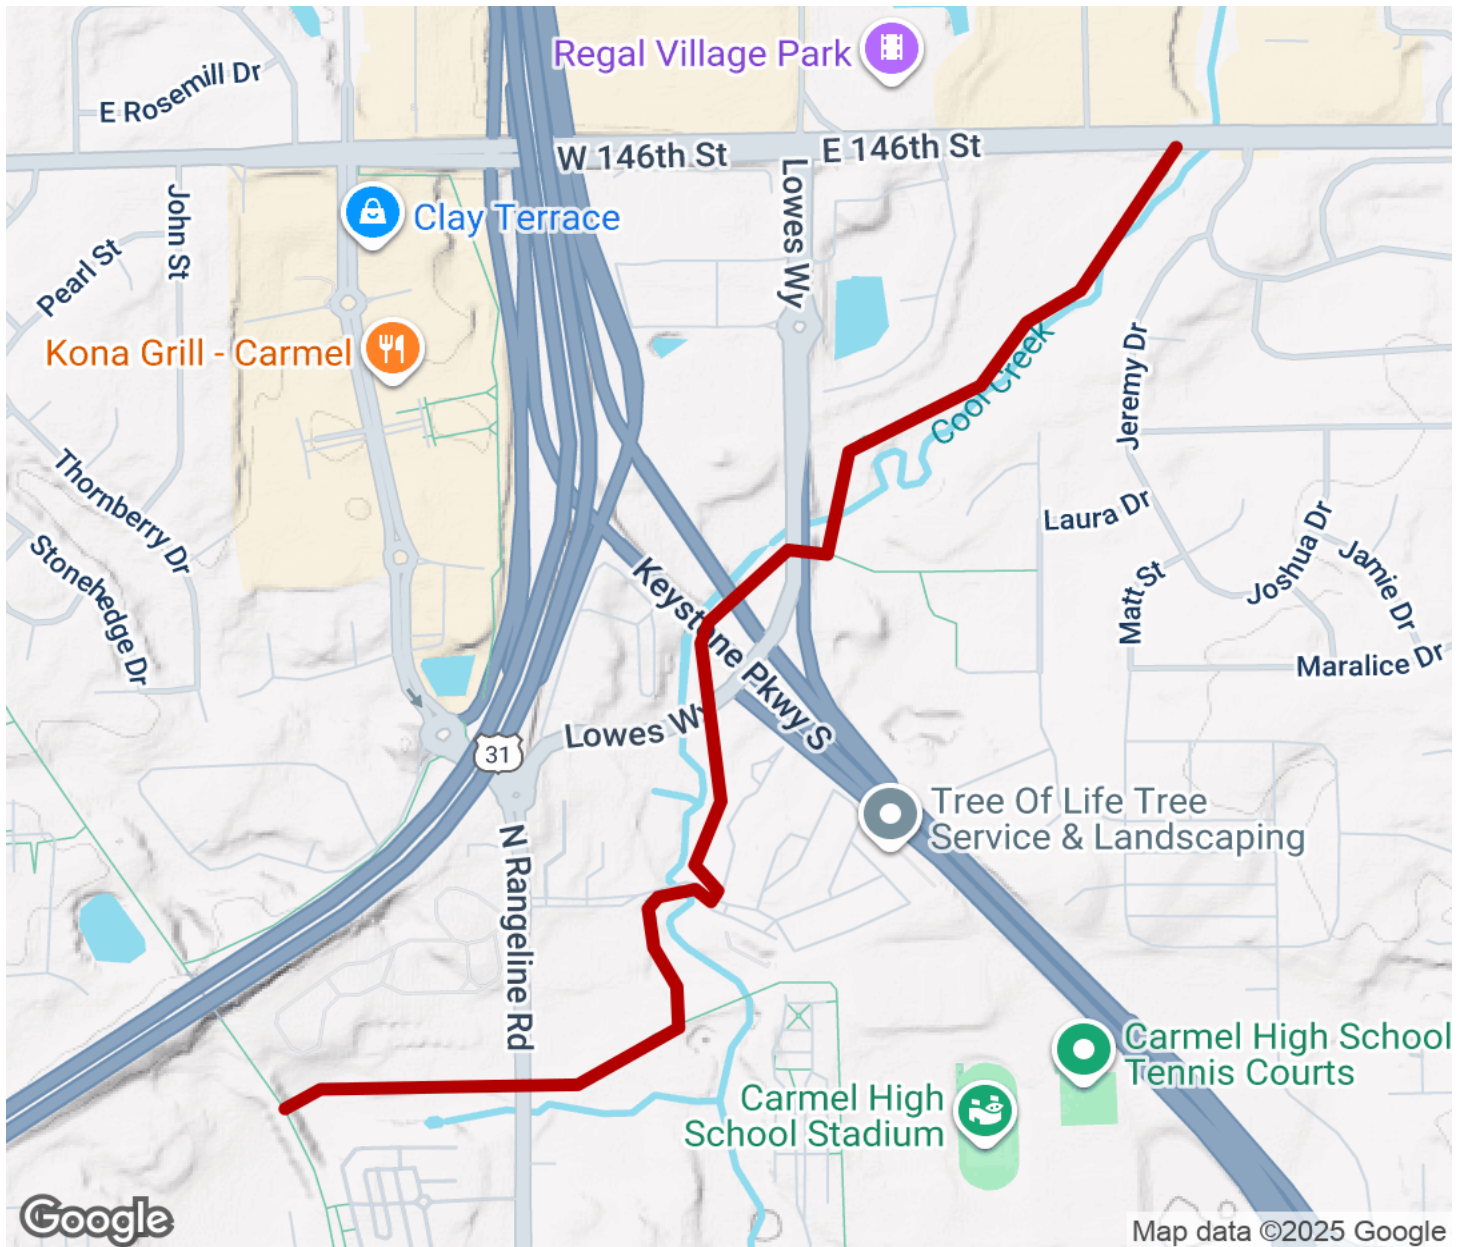 Regal Village Park
E Rosemill Dr
W 146th St
E 146th St
John St
Lowes Wy
Clay Terrace
Pearl St
Kona Grill - Carmel
Cool Creek
Jeremy Dr
Thornberry Dr
Laura Dr
Stonehedge Dr
Keystone Pkwy S
Matt St
Joshua Dr
Jamie Dr
Maralice Dr
Lowes Wy
31
Tree Of Life Tree
Service & Landscaping
N Rangeline Rd
Carmel High School
Tennis Courts
Carmel High
School Stadium
Google
Map data ©2025 Google